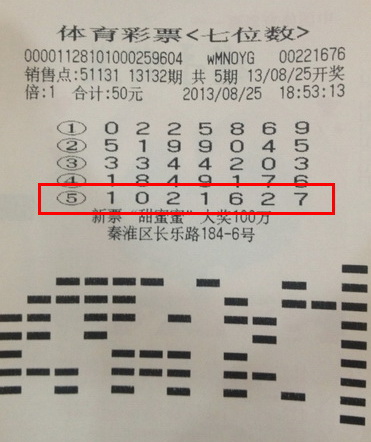 体育彩票<七位数>
000011281010002 59604 WMNOYG 00221676
销售点:51131 13132期 共 5期 13/08/25开奖
倍:1 合计:50元 2013/08/25 18:53:13
① 0 2 2 5 8 6 9
② 5 1 9 9 0 4 5
③ 3 3 4 4 2 0 3
④ 1 8 4 9 1 7 6
⑤ 1 0 2 1 6 2 7
新票“甜蜜蜜”大奖100万
秦淮区长乐路184-6号